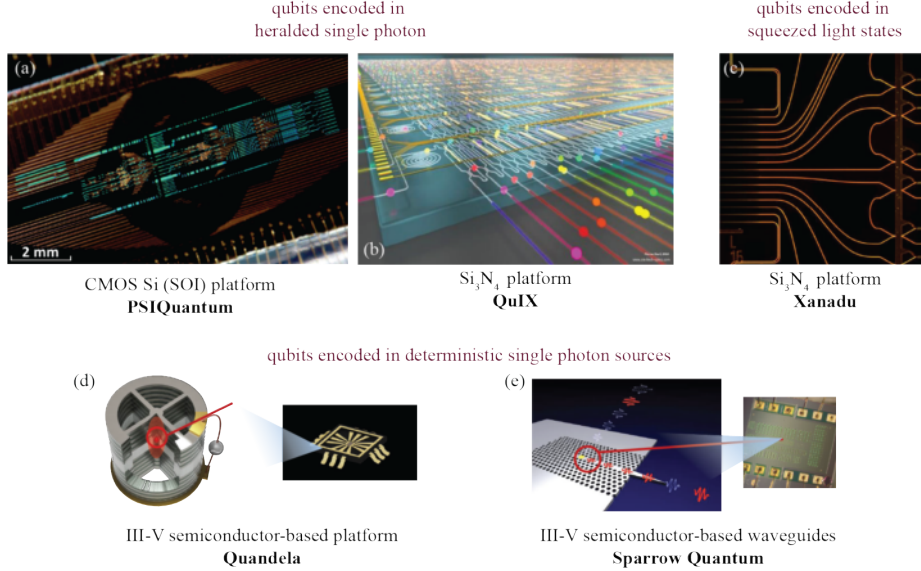 qubits encoded in
heralded single photon
qubits encoded in
squeezed light states
(a)
2 mm
(b)
(c)
CMOS Si (SOI) platform
PSIQuantum
Si₃N₄ platform
QuIX
Si₃N₄ platform
Xanadu
qubits encoded in deterministic single photon sources
(d)
(e)
III-V semiconductor-based platform
Quandela
III-V semiconductor-based waveguides
Sparrow Quantum